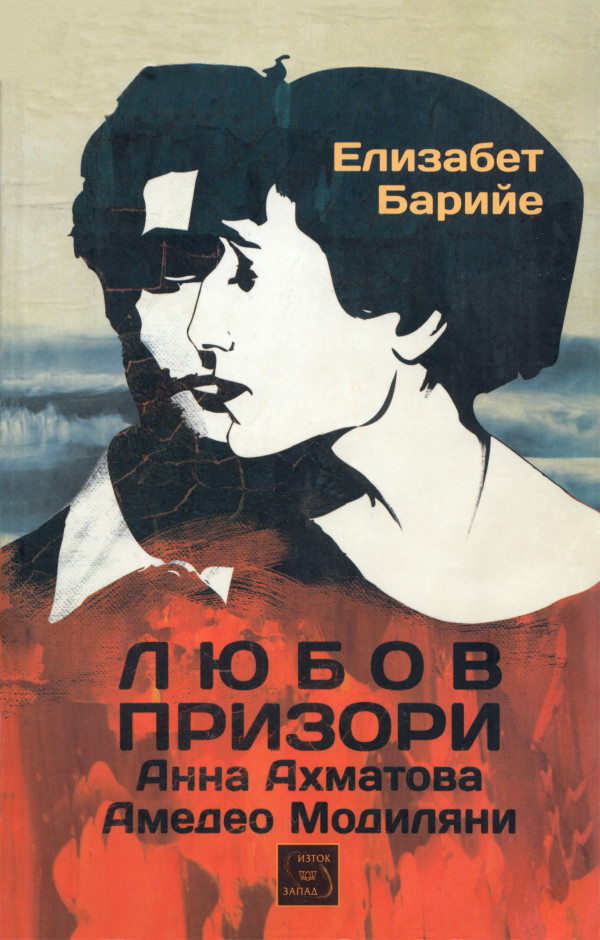 Елизабет
Барийе
ЛЮБОВ
ПРИЗОРИ
Анна Ахматова
Амедео Модиляни
ИЗТОК
ЗАПАД